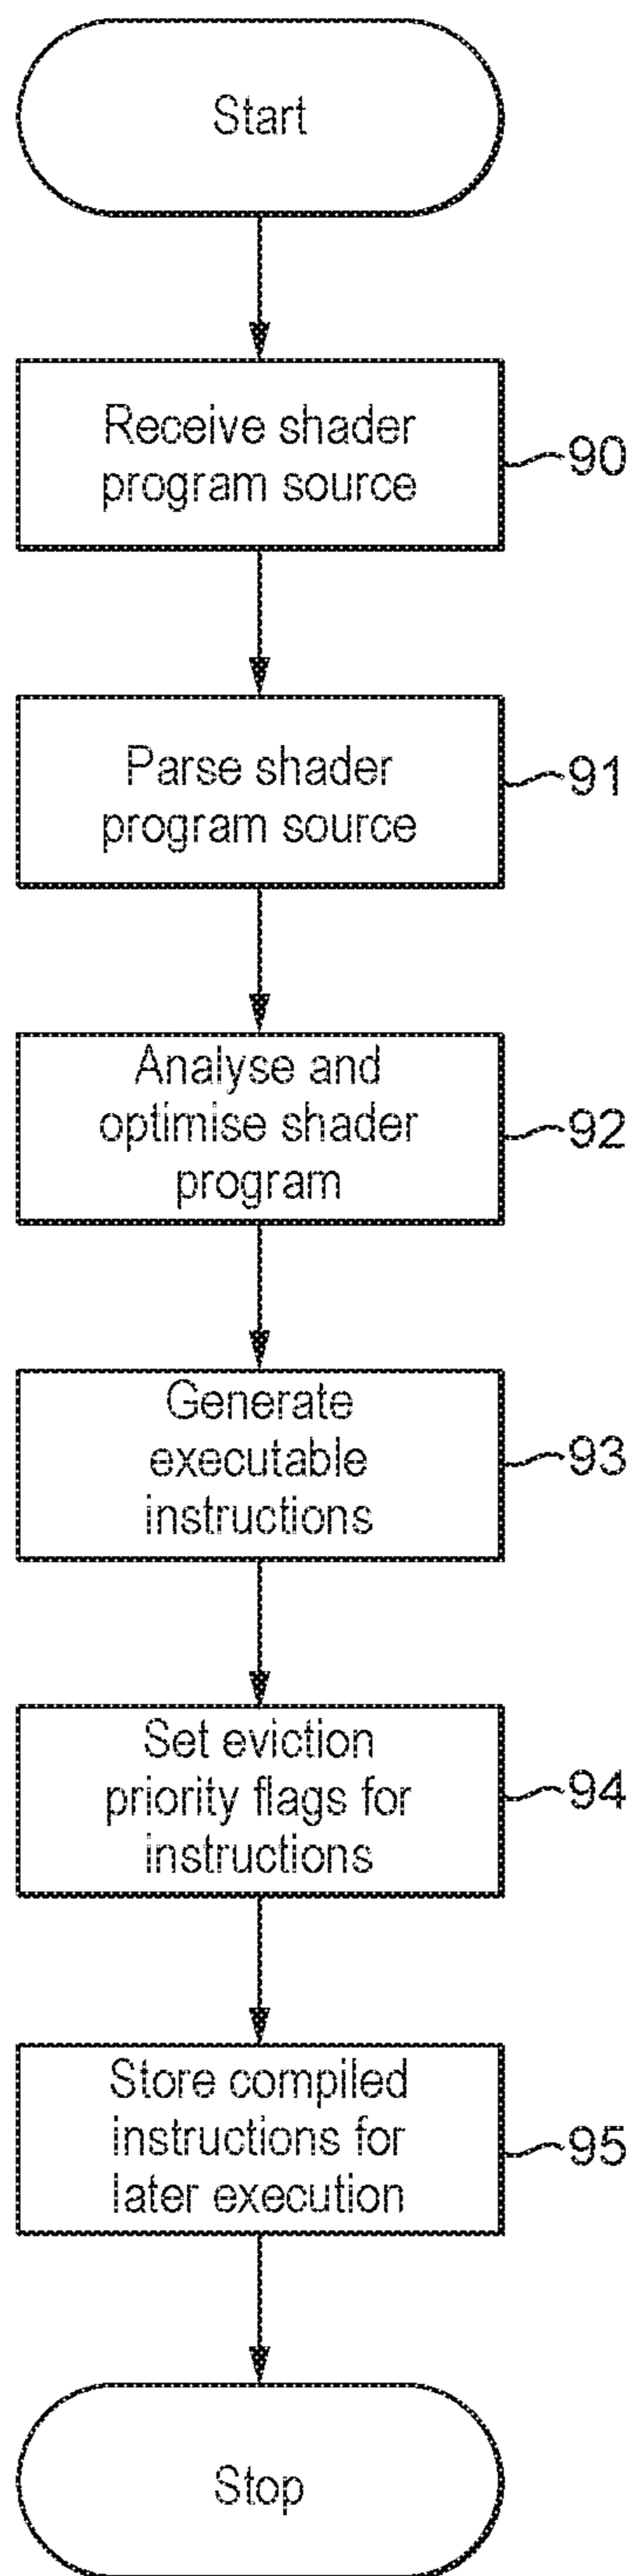 Start
Receive shader
program source
90
Parse shader
program source
91
Analyse and
optimise shader
program
92
Generate
executable
instructions
93
Set eviction
priority flags for
instructions
94
Store compiled
instructions for
later execution
95
Stop